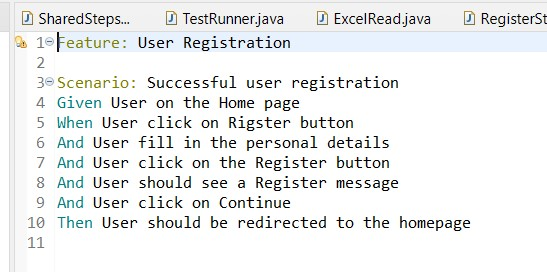 SharedSteps... TestRunner.java ExcelRead.java RegisterSt
1 Feature: User Registration
2
3 Scenario: Successful user registration
4 Given User on the Home page
5 When User click on Rigster button
6 And User fill in the personal details
7 And User click on the Register button
8 And User should see a Register message
9 And User click on Continue
10 Then User should be redirected to the homepage
11